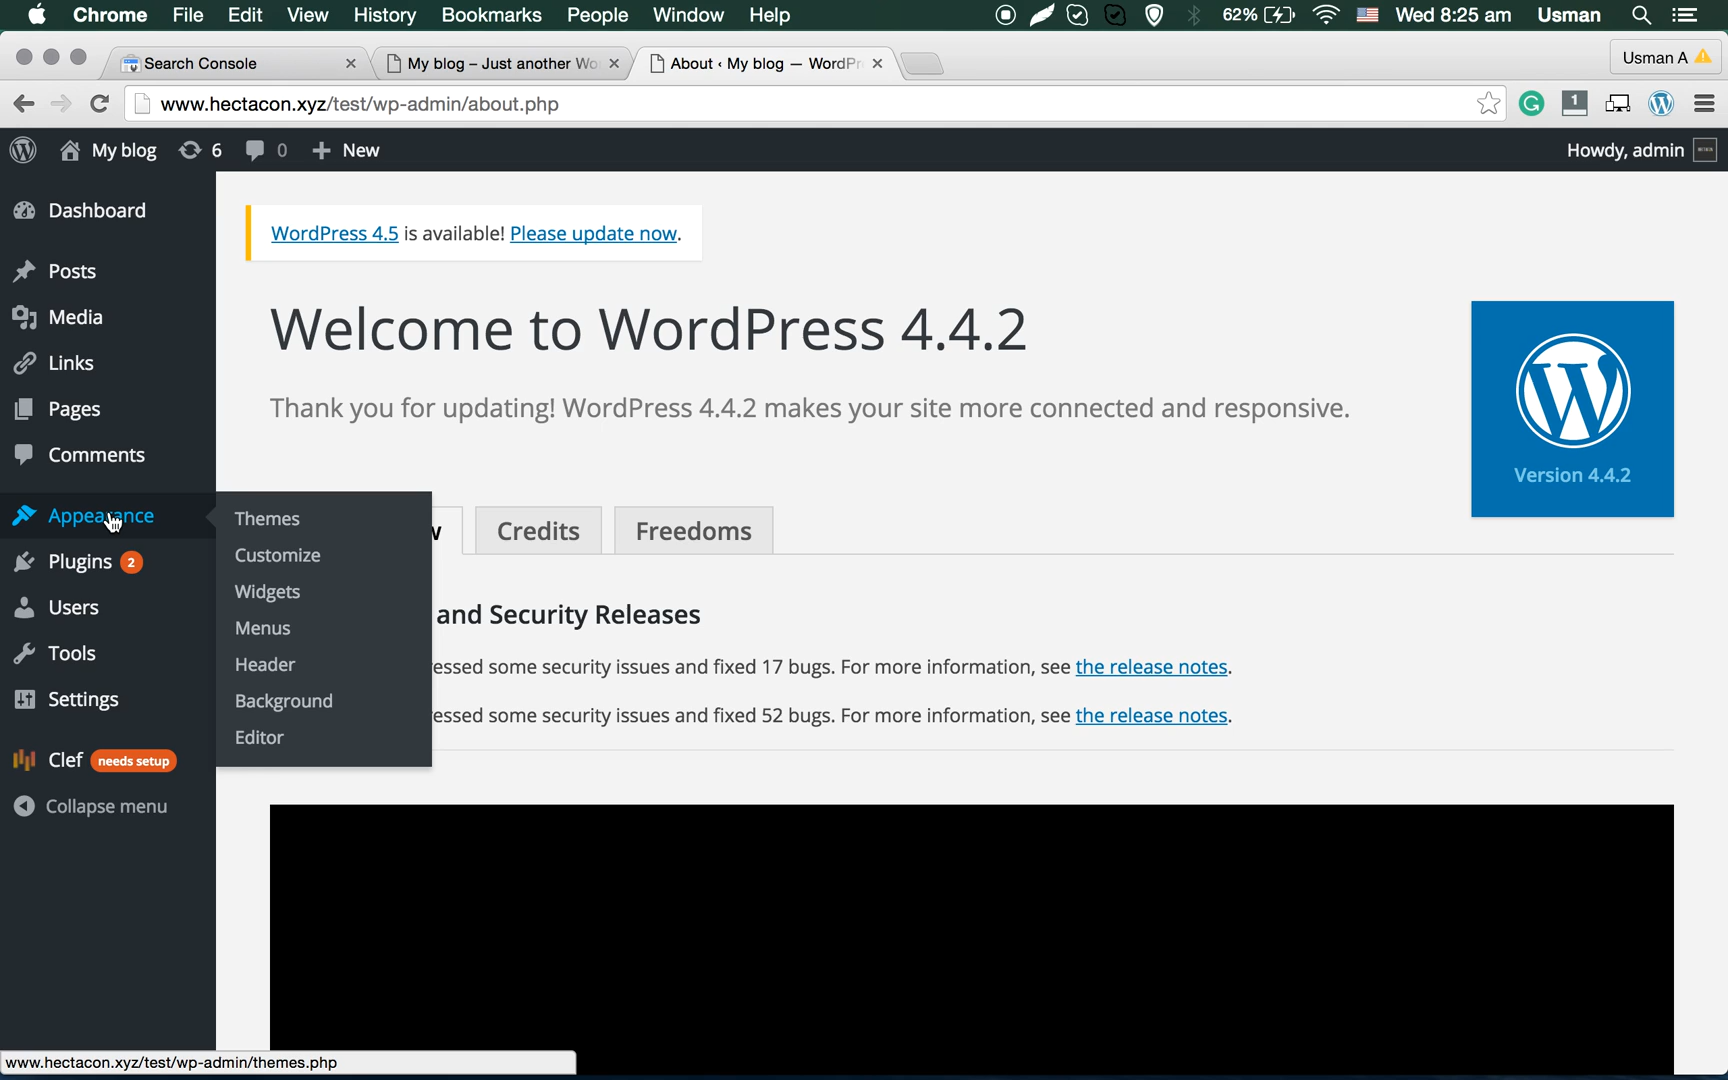 Chrome File Edit View History Bookmarks People Window Help 62% Wed 8:25 am Usman
Search Console My blog – Just another Wo About ‹ My blog — WordPr Usman A
www.hectacon.xyz/test/wp-admin/about.php 1
My blog 6 0 New Howdy, admin
Dashboard
Posts
Media
Links
Pages
Comments
Appearance
Plugins 2
Users
Tools
Settings
Clef needs setup
Collapse menu
Themes
Customize
Widgets
Menus
Header
Background
Editor
WordPress 4.5 is available! Please update now.
Welcome to WordPress 4.4.2
Thank you for updating! WordPress 4.4.2 makes your site more connected and responsive.
Version 4.4.2
w Credits Freedoms
and Security Releases
essed some security issues and fixed 17 bugs. For more information, see the release notes.
essed some security issues and fixed 52 bugs. For more information, see the release notes.
www.hectacon.xyz/test/wp-admin/themes.php